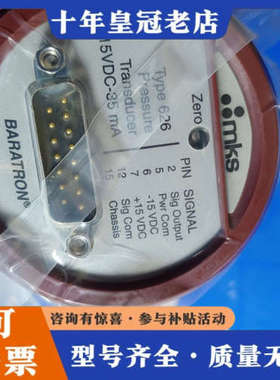 十年皇冠老店
mks
Zero
Type 626
Pressure
Transducer
15VDC-35 mA
BARATRON®
PIN SIGNAL
2 Sig Output
5 Pwr Com
6 -15 VDC
7 +15 VDC
12 Sig Com
15 Chassis
票
咨询有惊喜·参与补贴活动
型号齐全·质量无